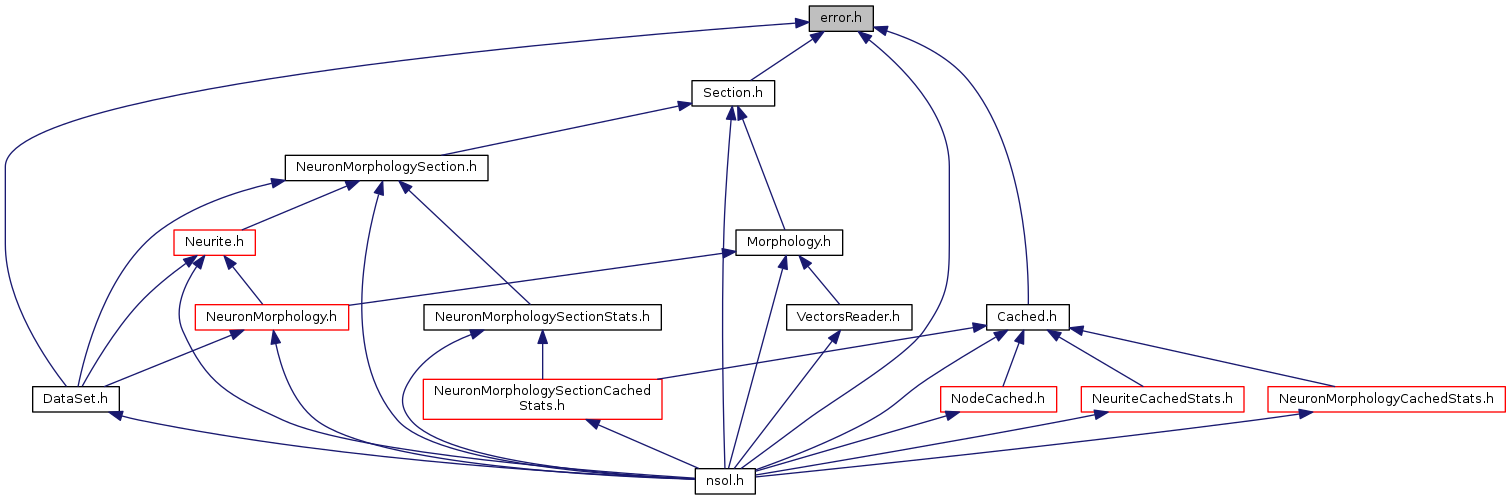 error.h
Section.h
NeuronMorphologySection.h
Neurite.h
Morphology.h
NeuronMorphology.h
NeuronMorphologySectionStats.h
VectorsReader.h
Cached.h
DataSet.h
NeuronMorphologySectionCached
Stats.h
NodeCached.h
NeuriteCachedStats.h
NeuronMorphologyCachedStats.h
nsol.h